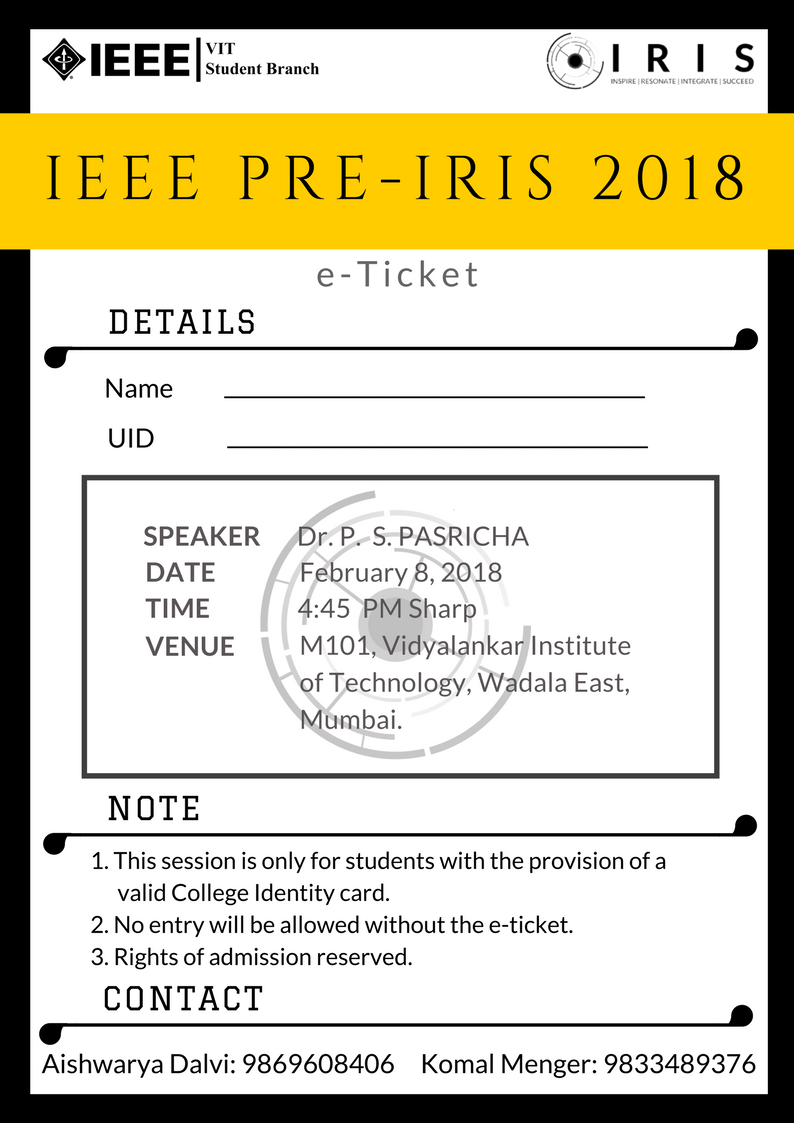 IEEE
VIT
Student Branch
IRIS
INSPIRE | RESONATE | INTEGRATE | SUCCEED
IEEE PRE-IRIS 2018
e-Ticket
DETAILS
Name
UID
SPEAKER Dr. P. S. PASRICHA
DATE February 8, 2018
TIME 4:45 PM Sharp
VENUE M101, Vidyalankar Institute
of Technology, Wadala East,
Mumbai.
NOTE
1. This session is only for students with the provision of a
valid College Identity card.
2. No entry will be allowed without the e-ticket.
3. Rights of admission reserved.
CONTACT
Aishwarya Dalvi: 9869608406 Komal Menger: 9833489376